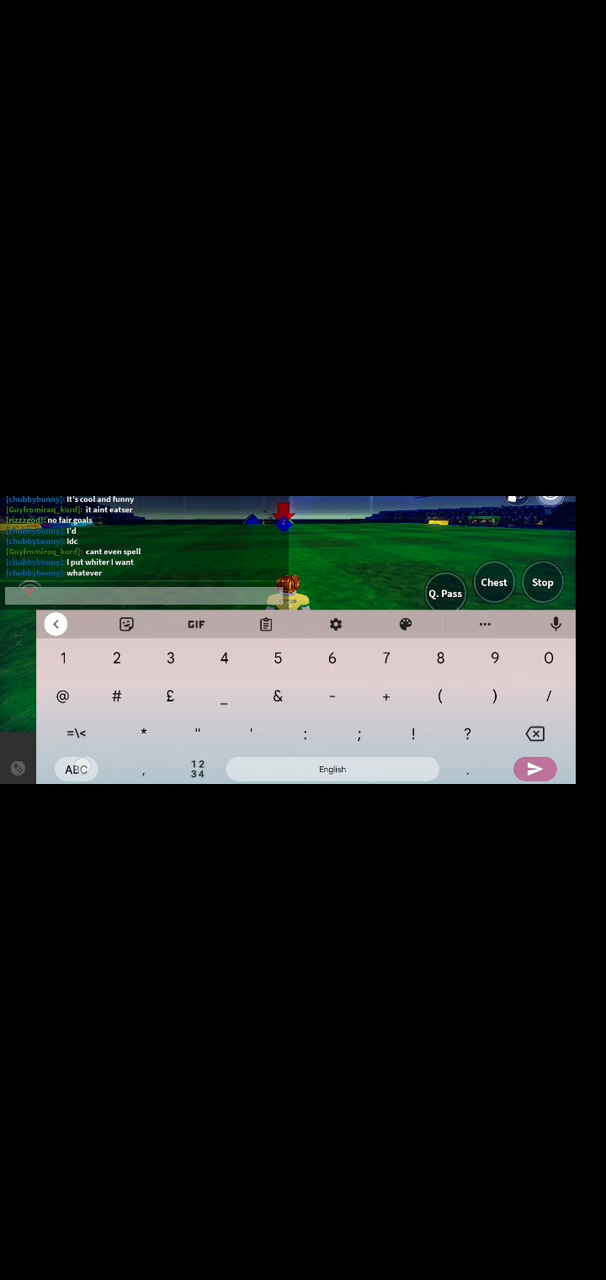 [chubbybunny]: It's cool and funny
[Guyfromiraq_kurd]: it aint eatser
[rizzzgod]: no fair goals
[chubbybunny]: I'd
[chubbybunny]: Idc
[Guyfromiraq_kurd]: cant even spell
[chubbybunny]: I put whiter I want
[chubbybunny]: whatever
Q. Pass
Chest
Stop
GIF
1 2 3 4 5 6 7 8 9 0
@ # £ _ & - + ( ) /
=\< * " ' : ; ! ?
ABC , 12 34 English .